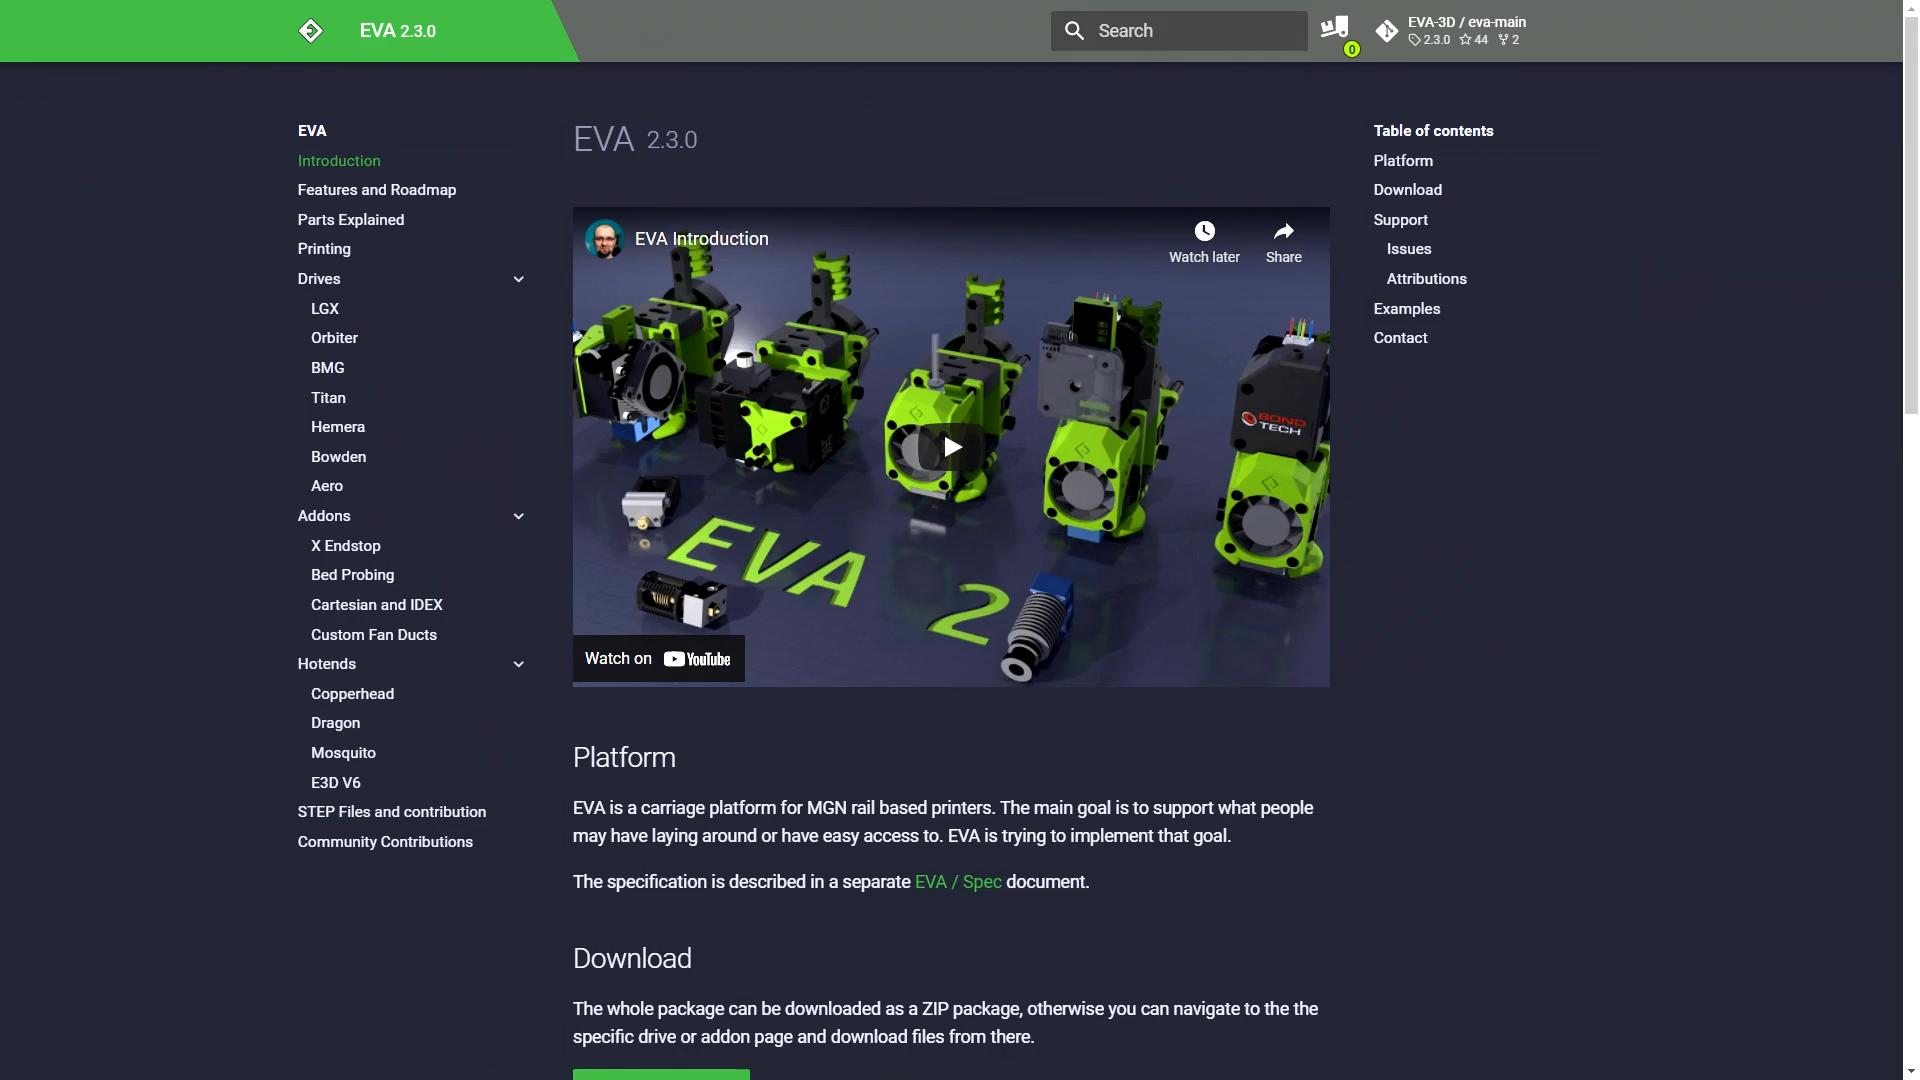 EVA 2.3.0
Search
0
EVA-3D / eva-main
2.3.0 44 2
EVA
Introduction
Features and Roadmap
Parts Explained
Printing
Drives
LGX
Orbiter
BMG
Titan
Hemera
Bowden
Aero
Addons
X Endstop
Bed Probing
Cartesian and IDEX
Custom Fan Ducts
Hotends
Copperhead
Dragon
Mosquito
E3D V6
STEP Files and contribution
Community Contributions
EVA 2.3.0
EVA Introduction
Watch later
Share
BOND
TECH
EVA 2
Watch on YouTube
Platform
EVA is a carriage platform for MGN rail based printers. The main goal is to support what people
may have laying around or have easy access to. EVA is trying to implement that goal.
The specification is described in a separate EVA / Spec document.
Download
The whole package can be downloaded as a ZIP package, otherwise you can navigate to the the
specific drive or addon page and download files from there.
Table of contents
Platform
Download
Support
Issues
Attributions
Examples
Contact